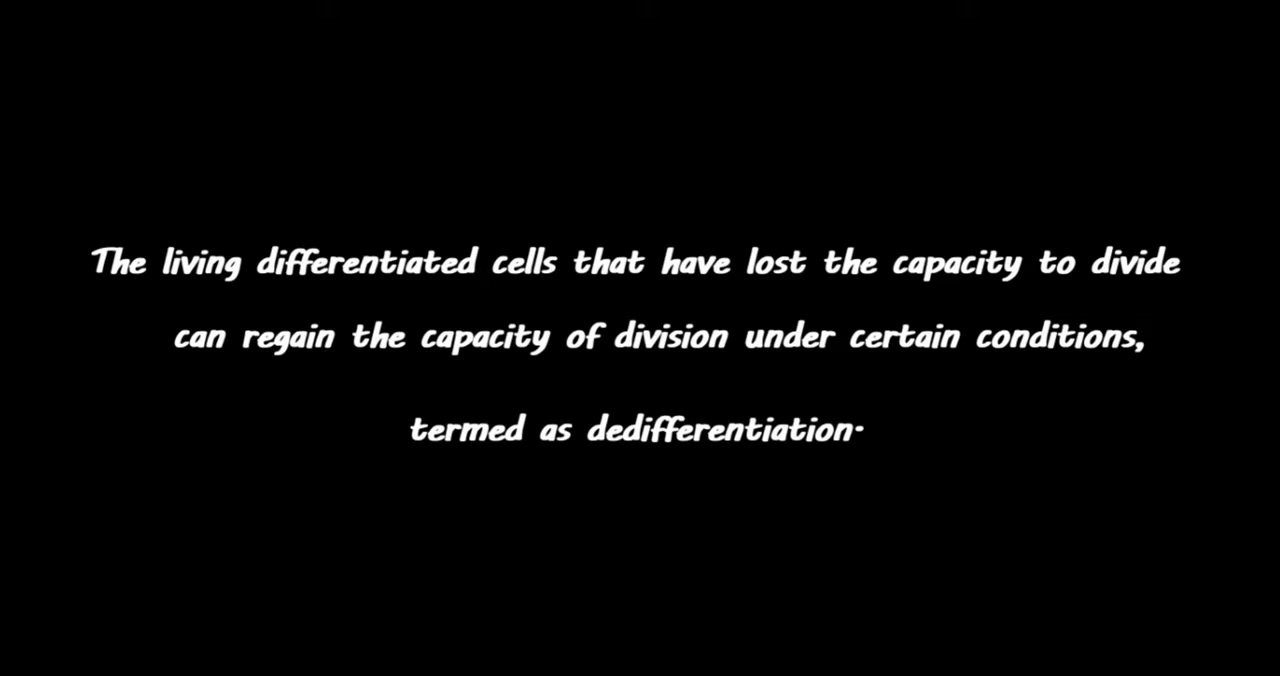 The living differentiated cells that have lost the capacity to divide
can regain the capacity of division under certain conditions,
termed as dedifferentiation.